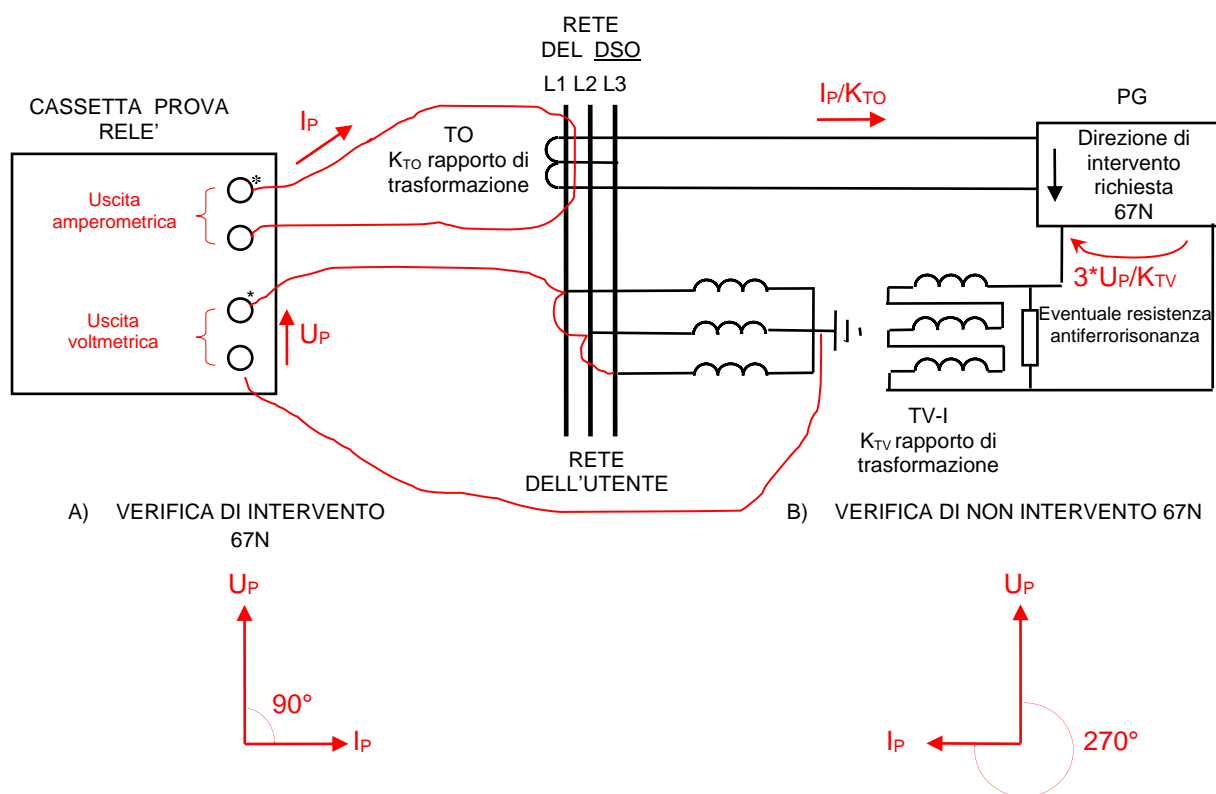 RETE
DEL DSO
L1 L2 L3
CASSETTA PROVA
RELE'
Uscita
amperometrica
*
Uscita
voltmetrica
*
IP
UP
TO
KTO rapporto di
trasformazione
IP/KTO
PG
Direzione di
intervento
richiesta
67N
3*UP/KTV
Eventuale resistenza
antiferrorisonanza
TV-I
KTV rapporto di
trasformazione
RETE
DELL'UTENTE
A) VERIFICA DI INTERVENTO
67N
UP
90°
IP
B) VERIFICA DI NON INTERVENTO 67N
UP
IP
270°